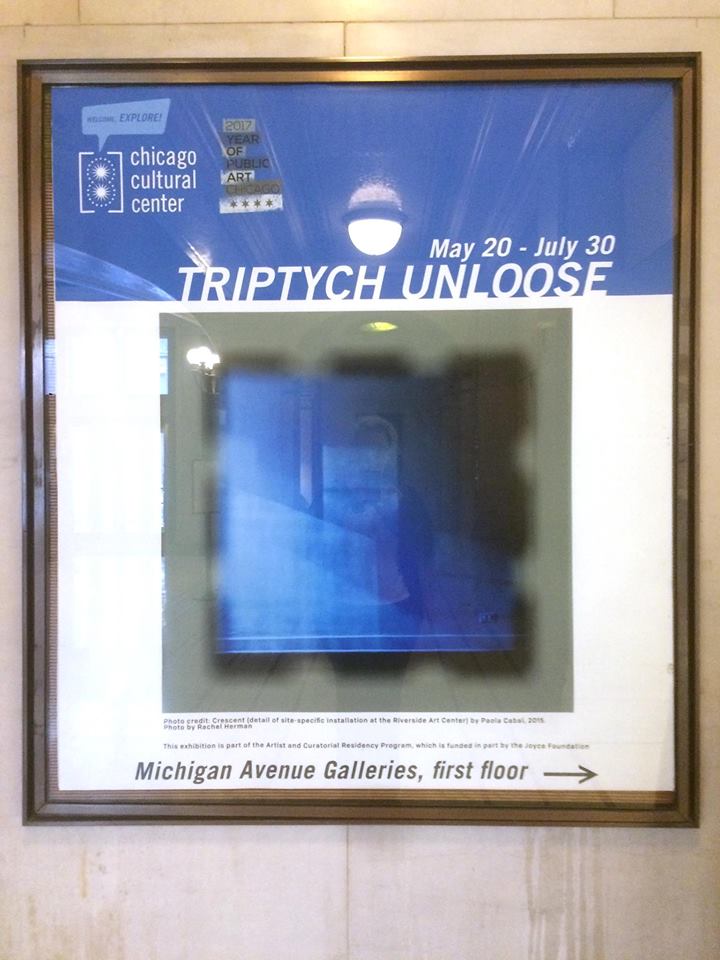 WELCOME, EXPLORE!
chicago
cultural
center
2017
YEAR
OF
PUBLIC
ART
CHICAGO
May 20 - July 30
TRIPTYCH UNLOOSE
Photo credit: Crescent (detail of site-specific installation at the Riverside Art Center) by Paola Cabal, 2015.
Photo by Rachel Herman
This exhibition is part of the Artist and Curatorial Residency Program, which is funded in part by the Joyce Foundation
Michigan Avenue Galleries, first floor